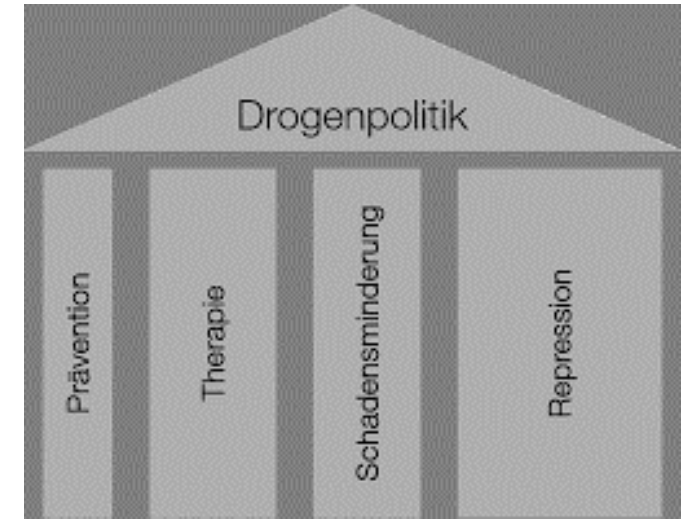 Drogenpolitik
Prävention
Therapie
Schadensminderung
Repression